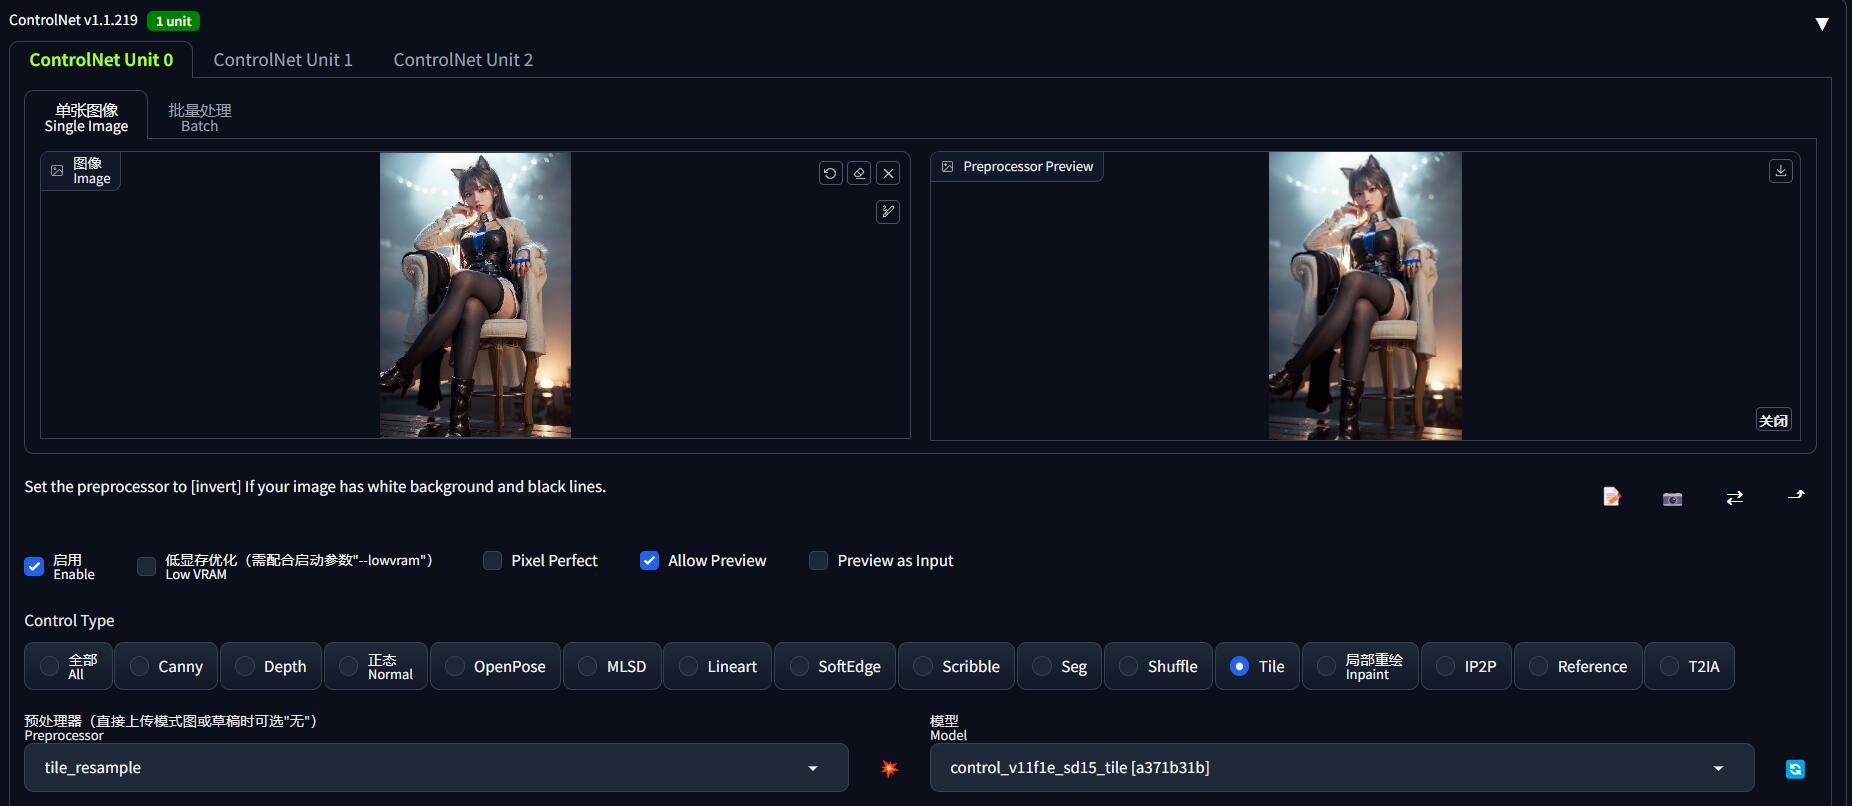 ControlNet v1.1.219 1 unit
ControlNet Unit 0 ControlNet Unit 1 ControlNet Unit 2
单张图像 批量处理
Single Image Batch
图像
Image
Preprocessor Preview
关闭
Set the preprocessor to [invert] If your image has white background and black lines.
启用
Enable
低显存优化（需配合启动参数"--lowvram"）
Low VRAM
Pixel Perfect
Allow Preview
Preview as Input
Control Type
全部
All
Canny
Depth
正态
Normal
OpenPose
MLSD
Lineart
SoftEdge
Scribble
Seg
Shuffle
Tile
局部重绘
Inpaint
IP2P
Reference
T2IA
预处理器（直接上传模式图或草稿时可选"无"）
Preprocessor
tile_resample
模型
Model
control_v11f1e_sd15_tile [a371b31b]